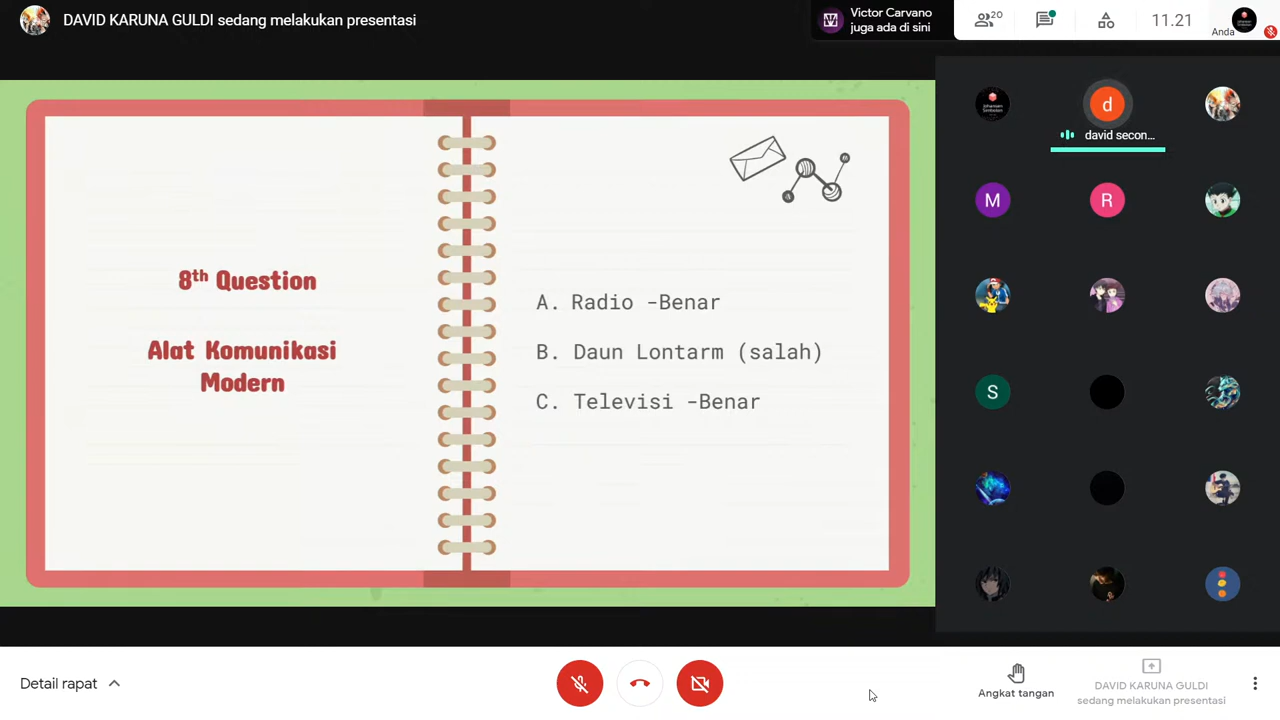 DAVID KARUNA GULDI sedang melakukan presentasi
Victor Carvano
juga ada di sini
20
11.21
Anda
d
david secon...
M
R
S
8th Question
Alat Komunikasi
Modern
A. Radio -Benar
B. Daun Lontarm (salah)
C. Televisi -Benar
Detail rapat
Angkat tangan
DAVID KARUNA GULDI
sedang melakukan presentasi